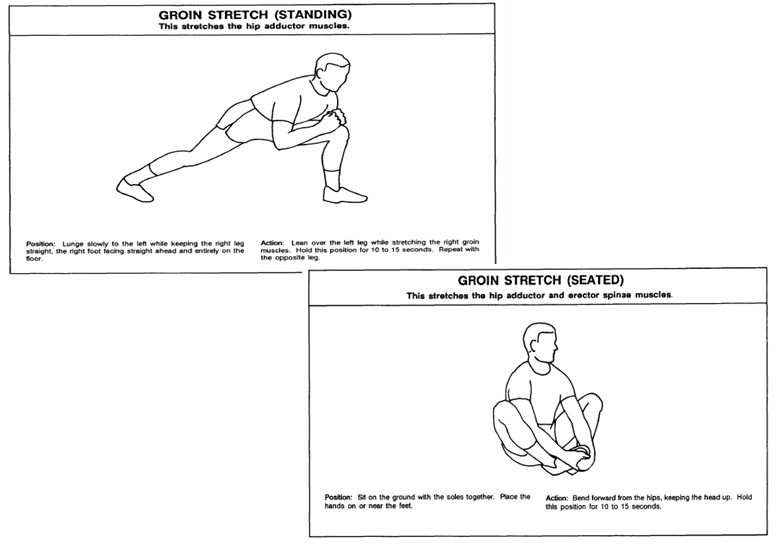 GROIN STRETCH (STANDING)
This stretches the hip adductor muscles.
Position: Lunge slowly to the left while keeping the right leg
straight, the right foot facing straight ahead and entirely on the
floor.
Action: Lean over the left leg while stretching the right groin
muscles. Hold this position for 10 to 15 seconds. Repeat with
the opposite leg.
GROIN STRETCH (SEATED)
This stretches the hip adductor and erector spinae muscles.
Position: Sit on the ground with the soles together. Place the
hands on or near the feet.
Action: Bend forward from the hips, keeping the head up. Hold
this position for 10 to 15 seconds.